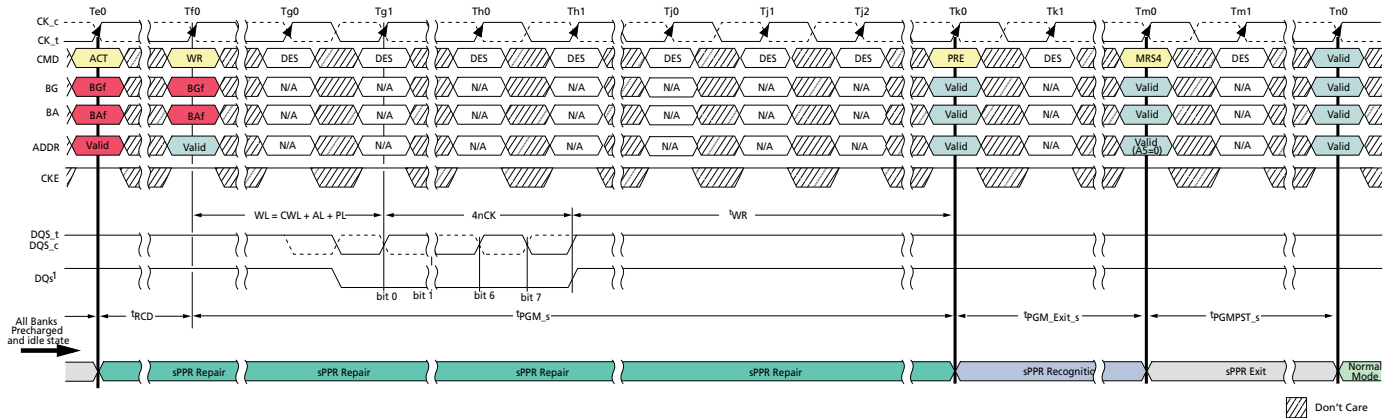 Te0 Tf0 Tg0 Tg1 Th0 Th1 Tj0 Tj1 Tj2 Tk0 Tk1 Tm0 Tm1 Tn0
CK_c
CK_t
CMD ACT WR DES DES DES DES DES DES DES PRE DES MRS4 DES Valid
BG BGf BGf N/A N/A N/A N/A N/A N/A N/A Valid N/A Valid N/A Valid
BA BAf BAf N/A N/A N/A N/A N/A N/A N/A Valid N/A Valid N/A Valid
ADDR Valid Valid N/A N/A N/A N/A N/A N/A N/A Valid N/A Valid (A5=0) N/A Valid
CKE
WL = CWL + AL + PL 4nCK tWR
DQS_t
DQS_c
DQs1
bit 0 bit 1 bit 6 bit 7
All Banks
Precharged
and idle state
tRCD tPGM_s tPGM_Exit_s tPGMPST_s
sPPR Repair sPPR Repair sPPR Repair sPPR Repair sPPR Recognitic sPPR Exit Normal
Mode
Don't Care